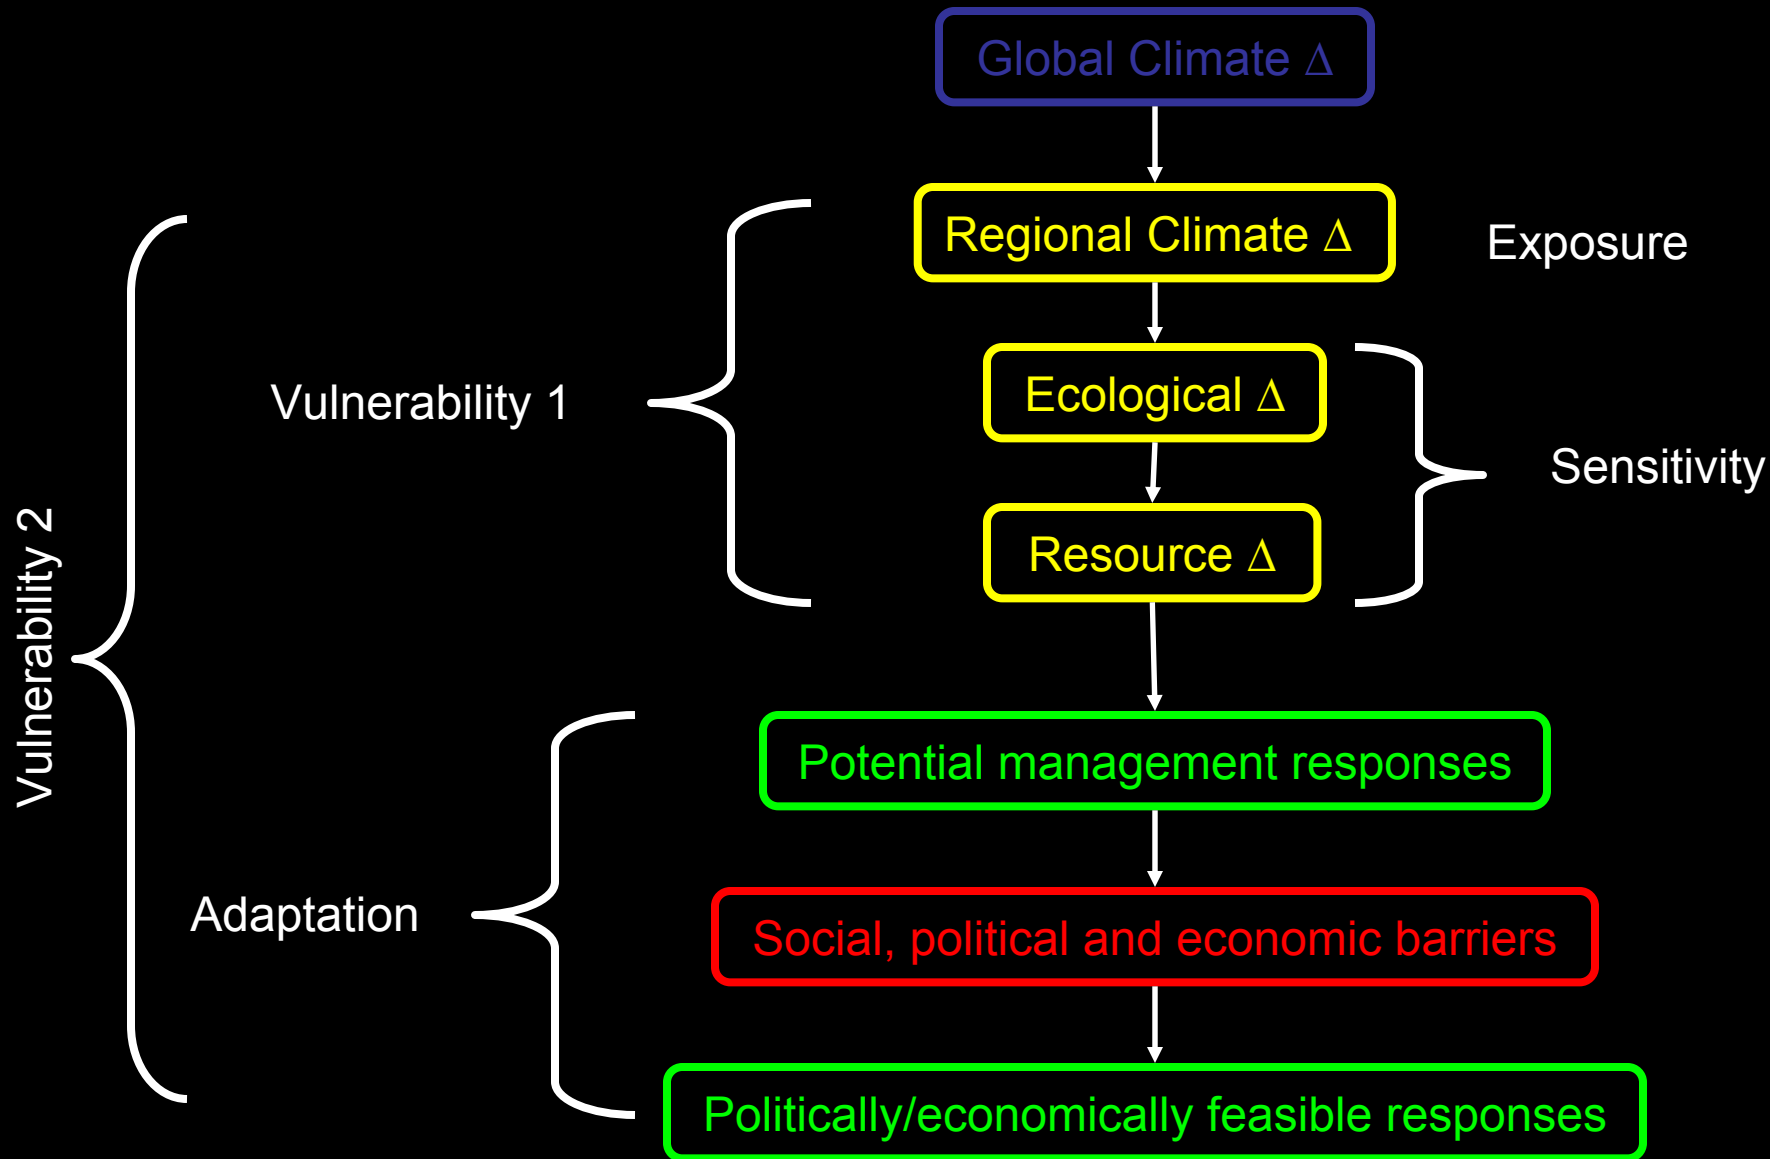 Global Climate Δ
Regional Climate Δ
Exposure
Ecological Δ
Vulnerability 1
Sensitivity
Resource Δ
Vulnerability 2
Potential management responses
Adaptation
Social, political and economic barriers
Politically/economically feasible responses